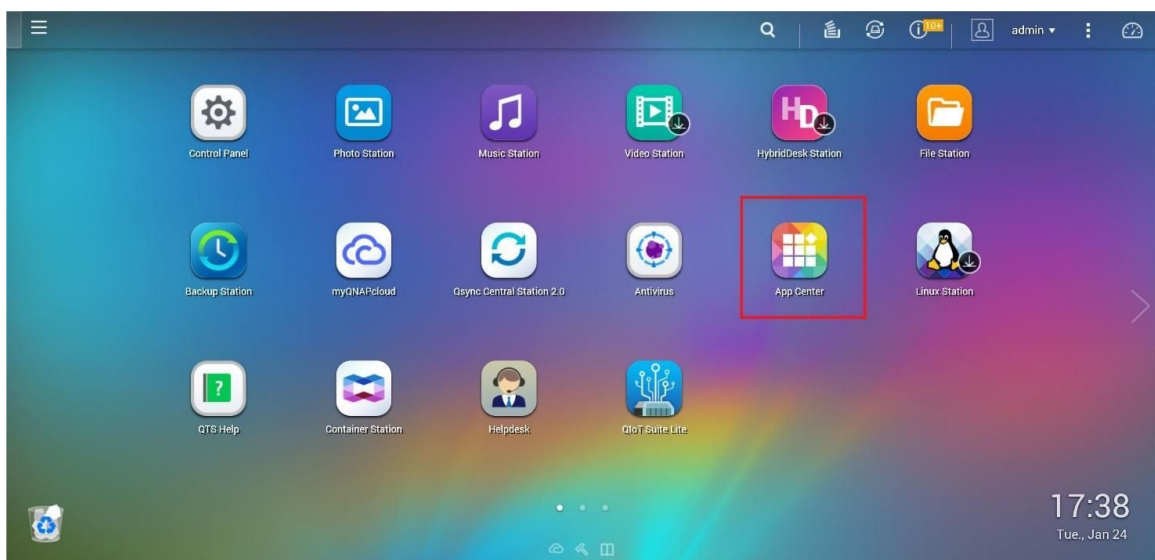 10+
admin
Control Panel
Photo Station
Music Station
Video Station
HD
HybridDesk Station
File Station
Backup Station
myQNAPcloud
Qsync Central Station 2.0
Antivirus
App Center
Linux Station
?
QTS Help
Container Station
Helpdesk
QIoT Suite Lite
17:38
Tue., Jan 24